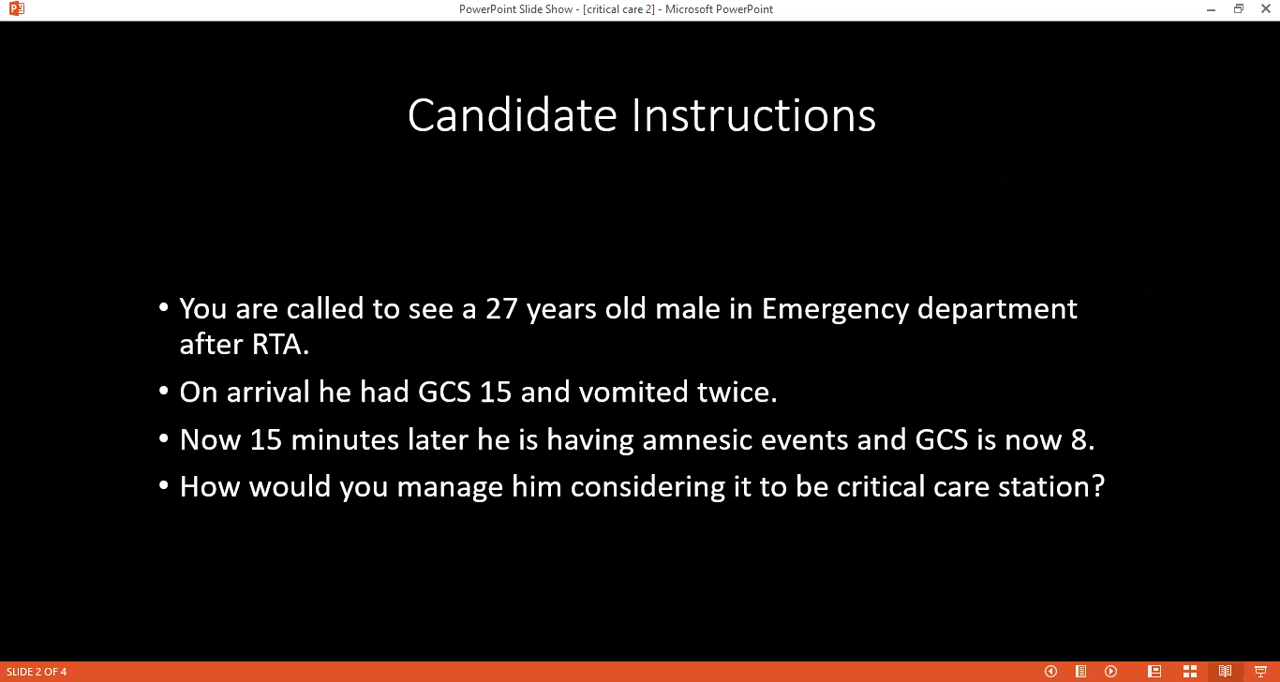 PowerPoint Slide Show - [critical care 2] - Microsoft PowerPoint
Candidate Instructions
• You are called to see a 27 years old male in Emergency department
after RTA.
• On arrival he had GCS 15 and vomited twice.
• Now 15 minutes later he is having amnesic events and GCS is now 8.
• How would you manage him considering it to be critical care station?
SLIDE 2 OF 4